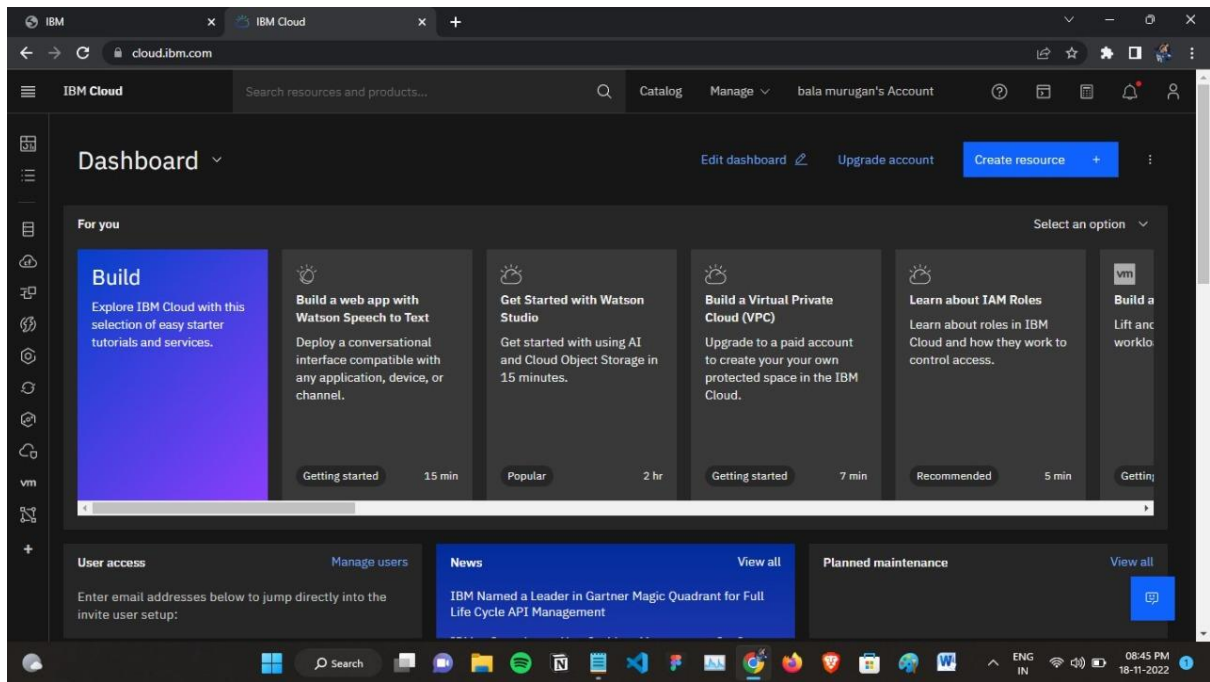 IBM
IBM Cloud
cloud.ibm.com
IBM Cloud
Search resources and products...
Catalog
Manage
bala murugan's Account
Dashboard
Edit dashboard
Upgrade account
Create resource +
For you
Select an option
Build
Explore IBM Cloud with this
selection of easy starter
tutorials and services.
Build a web app with
Watson Speech to Text
Deploy a conversational
interface compatible with
any application, device, or
channel.
Getting started 15 min
Get Started with Watson
Studio
Get started with using AI
and Cloud Object Storage in
15 minutes.
Popular 2 hr
Build a Virtual Private
Cloud (VPC)
Upgrade to a paid account
to create your your own
protected space in the IBM
Cloud.
Getting started 7 min
Learn about IAM Roles
Learn about roles in IBM
Cloud and how they work to
control access.
Recommended 5 min
vm
Build a
Lift and
worklo
Getting
vm
User access
Manage users
Enter email addresses below to jump directly into the
invite user setup:
News
View all
IBM Named a Leader in Gartner Magic Quadrant for Full
Life Cycle API Management
Planned maintenance
View all
Search
ENG
IN
08:45 PM
18-11-2022
1